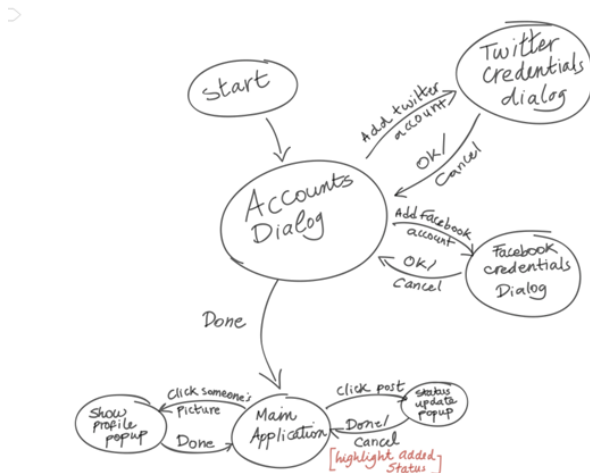 Start
Twitter
credentials
dialog
Add twitter
account
OK/
Cancel
Accounts
Dialog
Add Facebook
account
OK/
Cancel
Facebook
credentials
Dialog
Done
Click someone's
picture
Show
profile
popup
Done
Main
Application
Click post
Status
update
popup
Done/
Cancel
[highlight added
Status]